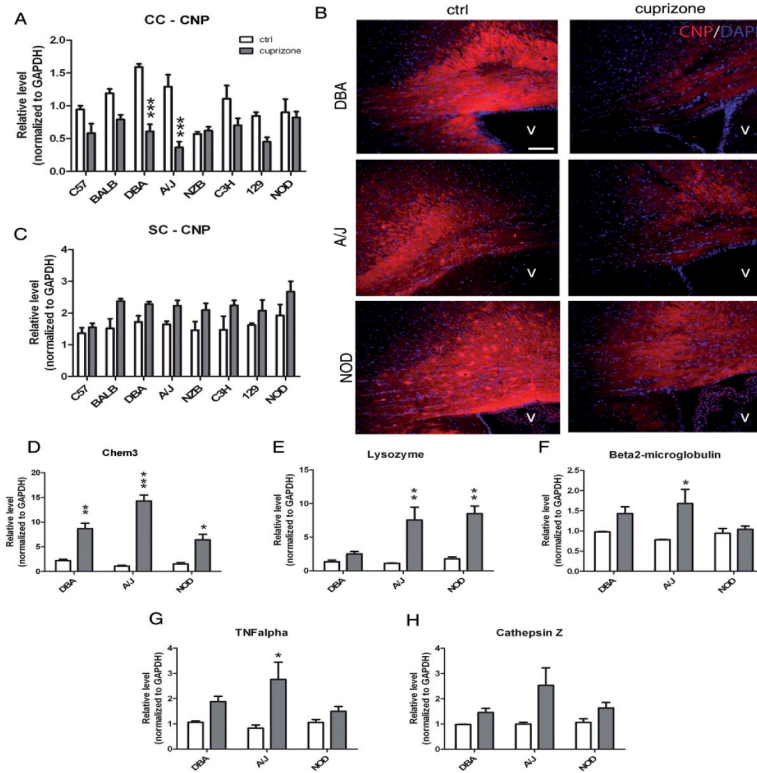 A
CC - CNP
ctrl
cuprizone
Relative level
(normalized to GAPDH)
2.0
1.5
1.0
0.5
0.0
***
***
C57
BALB
DBA
A/J
NZB
C3H
129
NOD
B
ctrl
cuprizone
CNP/DAPI
DBA
V
V
A/J
V
V
NOD
V
V
C
SC - CNP
Relative level
(normalized to GAPDH)
4
3
2
1
0
C57
BALB
DBA
A/J
NZB
C3H
129
NOD
D
Chem3
Relative level
(normalized to GAPDH)
20
15
10
5
0
**
***
*
DBA
A/J
NOD
E
Lysozyme
Relative level
(normalized to GAPDH)
15
10
5
0
**
**
DBA
A/J
NOD
F
Beta2-microglobulin
Relative level
(normalized to GAPDH)
2.5
2.0
1.5
1.0
0.5
0.0
*
DBA
A/J
NOD
G
TNFalpha
Relative level
(normalized to GAPDH)
4
3
2
1
0
*
DBA
A/J
NOD
H
Cathepsin Z
Relative level
(normalized to GAPDH)
4
3
2
1
0
DBA
A/J
NOD